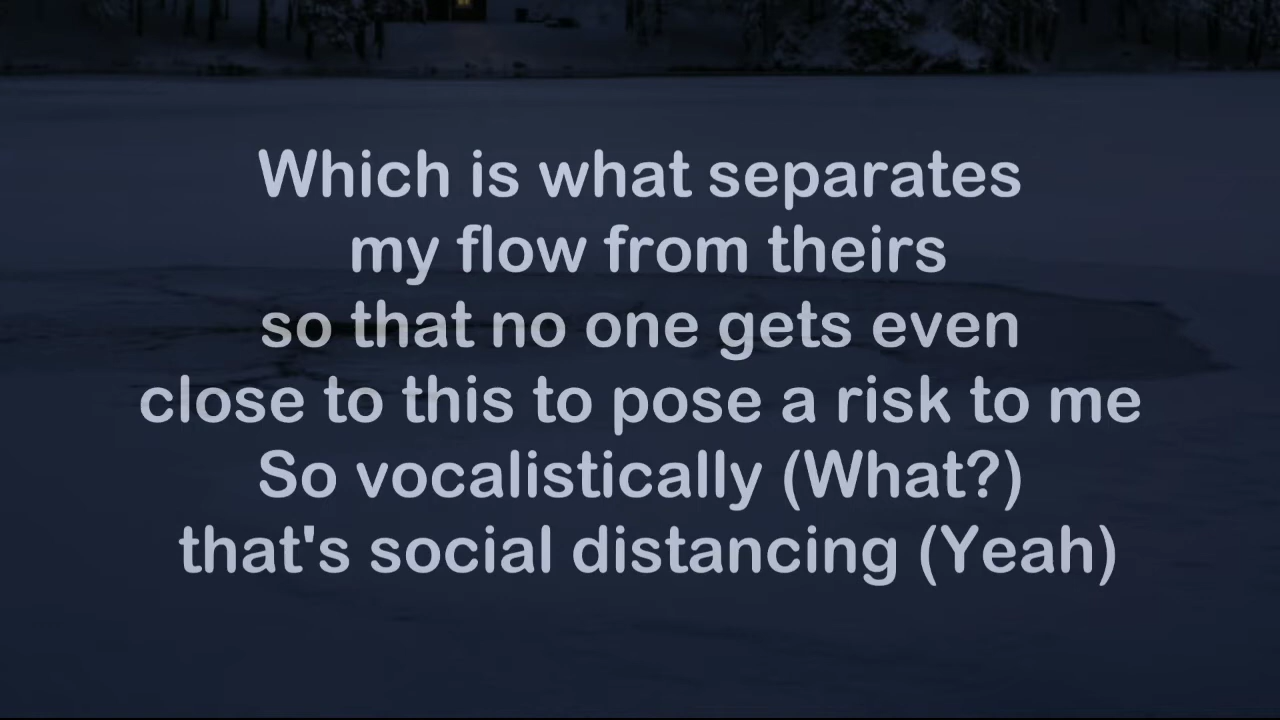 Which is what separates
my flow from theirs
so that no one gets even
close to this to pose a risk to me
So vocalistically (What?)
that's social distancing (Yeah)